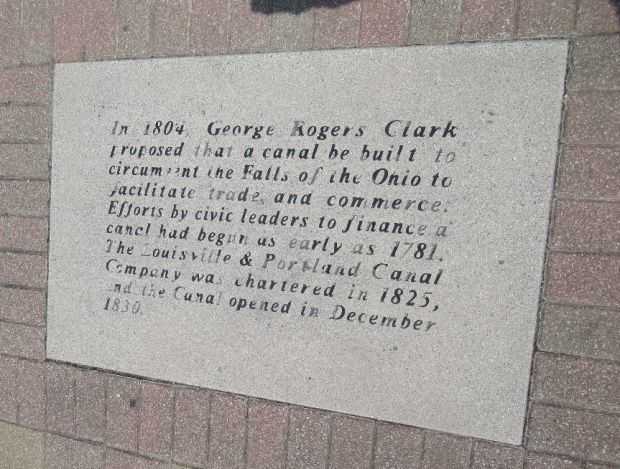 In 1804, George Rogers Clark
proposed that a canal be built to
circumvent the Falls of the Ohio to
facilitate trade and commerce.
Efforts by civic leaders to finance a
canal had begun as early as 1781.
The Louisville & Portland Canal
Company was chartered in 1825,
and the Canal opened in December
1830.